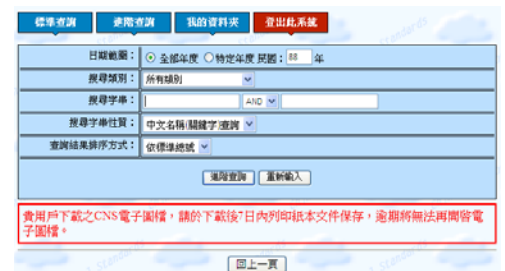 標準查詢 進階查詢 我的資料夾 登出此系統
日期範圍： 全部年度 特定年度 民國：88 年
搜尋類別： 所有類別
搜尋字串： AND
搜尋字串性質： 中文名稱(關鍵字)查詢
查詢結果排序方式： 依標準總號
進階查詢 重新輸入
貴用戶下載之CNS電子圖檔，請於下載後7日內列印紙本文件保存，逾期將無法再開啓電
子圖檔。
回上一頁